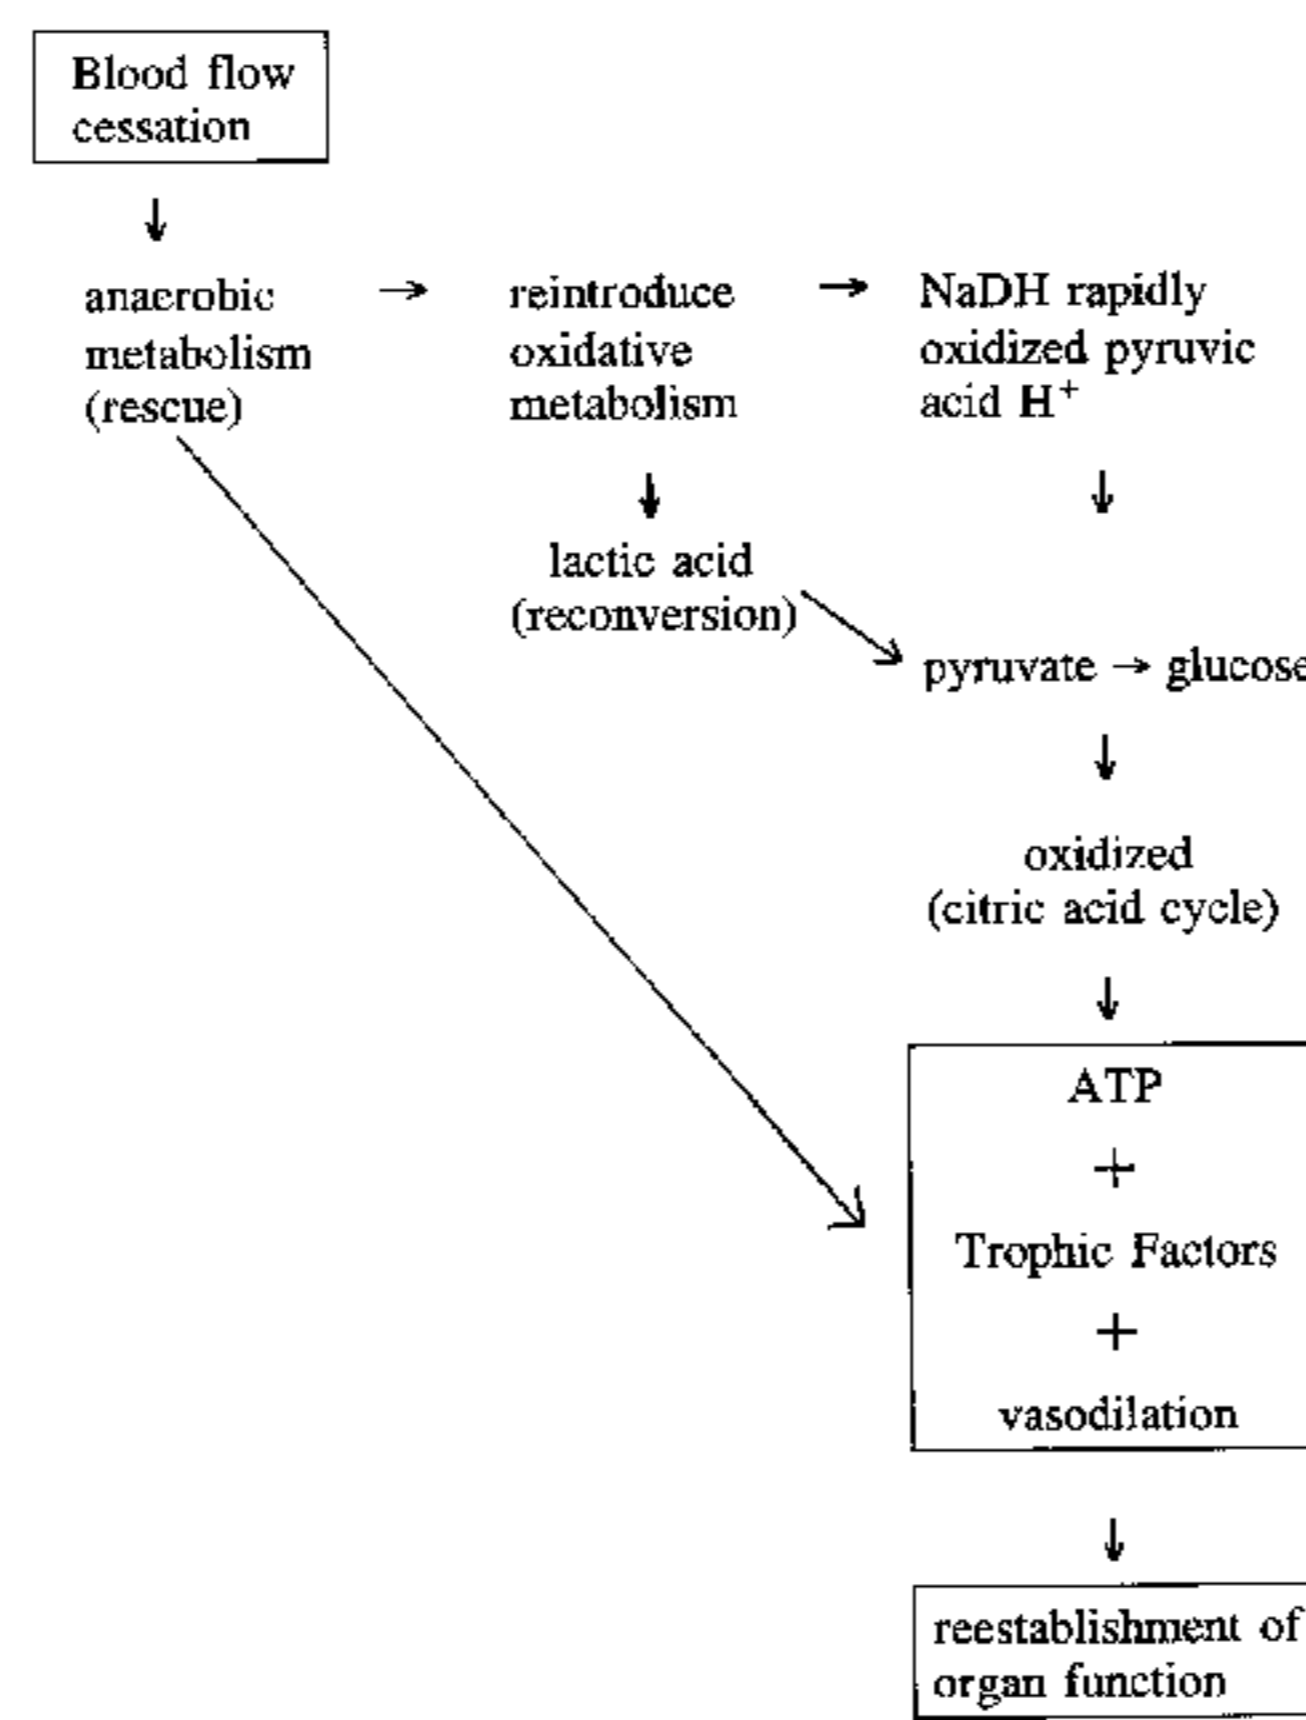 Blood flow
cessation
↓
anaerobic
metabolism
(rescue)
→
reintroduce
oxidative
metabolism
→
NaDH rapidly
oxidized pyruvic
acid H⁺
↓
lactic acid
(reconversion)
↓
pyruvate → glucose
↓
oxidized
(citric acid cycle)
↓
ATP
+
Trophic Factors
+
vasodilation
↓
reestablishment of
organ function